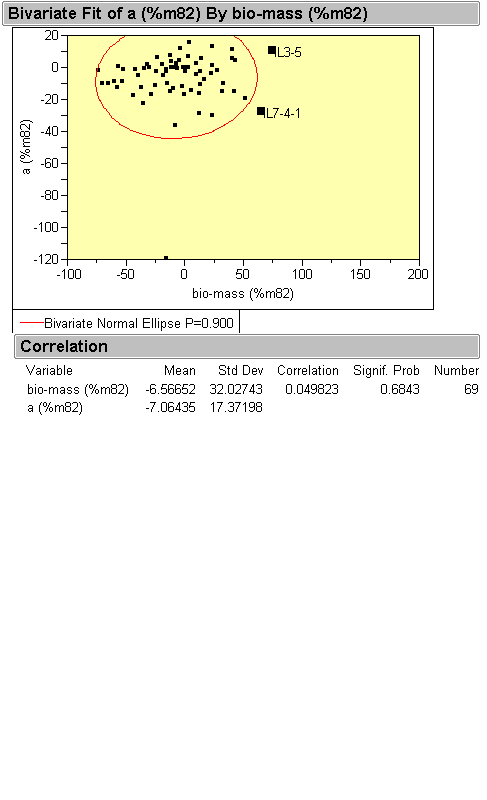 Bivariate Fit of a (%m82) By bio-mass (%m82)
20
0
-20
-40
-60
-80
-100
-120
a (%m82)
L3-5
L7-4-1
-100 -50 0 50 100 150 200
bio-mass (%m82)
Bivariate Normal Ellipse P=0.900
Correlation
Variable Mean Std Dev Correlation Signif. Prob Number
bio-mass (%m82) -6.56652 32.02743 0.049823 0.6843 69
a (%m82) -7.06435 17.37198